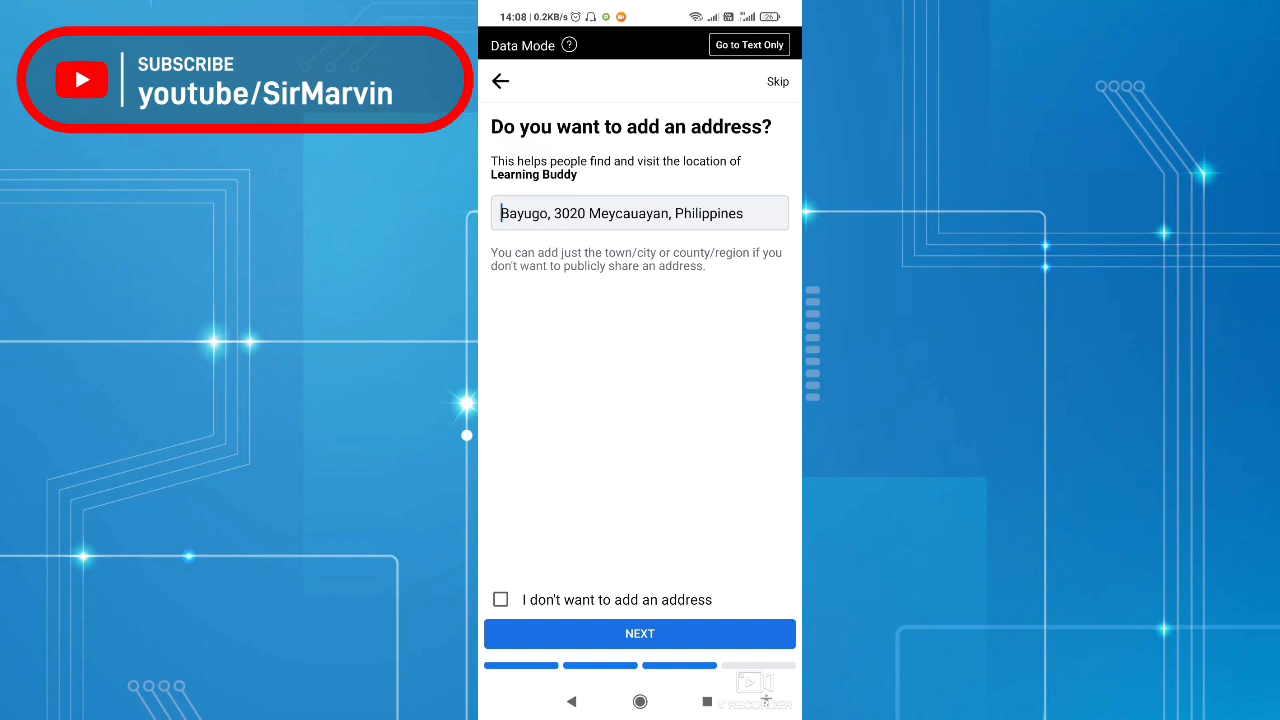 SUBSCRIBE
youtube/SirMarvin
14:08 | 0.2KB/s
26
Data Mode ?
Go to Text Only
Skip
Do you want to add an address?
This helps people find and visit the location of
Learning Buddy
Bayugo, 3020 Meycauayan, Philippines
You can add just the town/city or county/region if you
don't want to publicly share an address.
I don't want to add an address
NEXT
V RECORDER